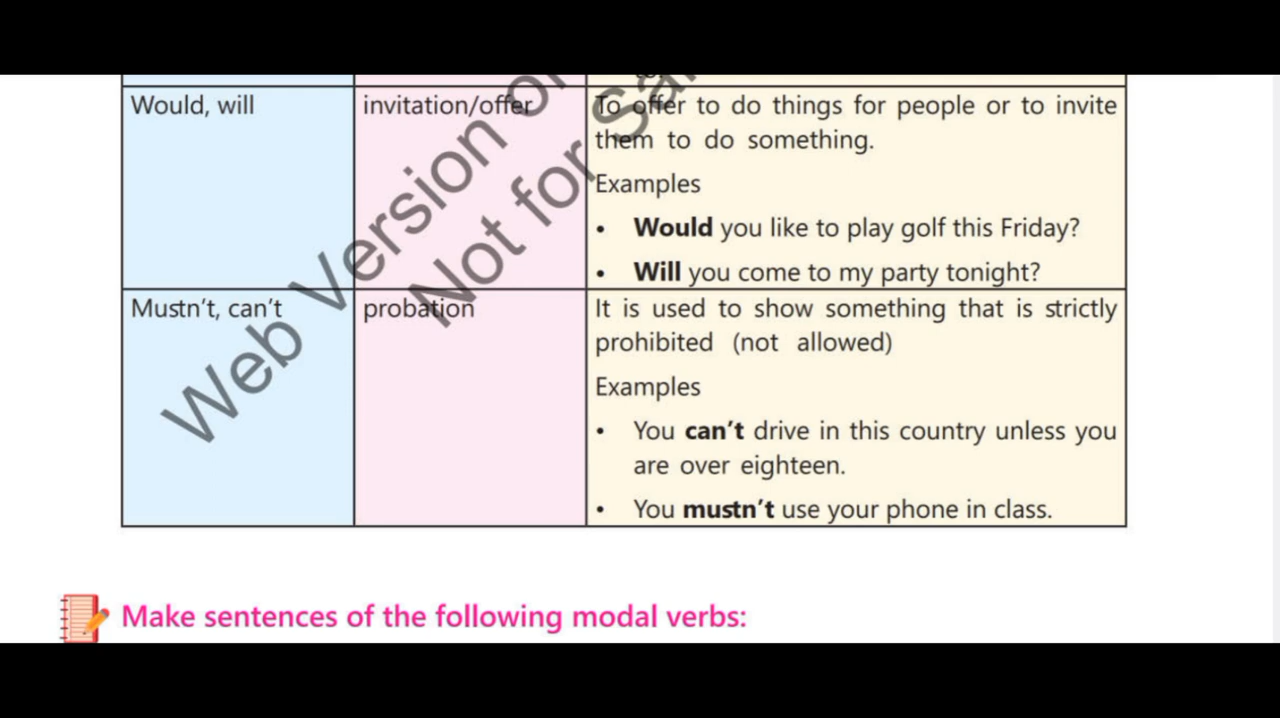 Would, will
invitation/offer
To offer to do things for people or to invite
them to do something.
Examples
• Would you like to play golf this Friday?
• Will you come to my party tonight?
Mustn't, can't
probation
It is used to show something that is strictly
prohibited (not allowed)
Examples
• You can't drive in this country unless you
are over eighteen.
• You mustn't use your phone in class.
Web Version
Not for
Make sentences of the following modal verbs: